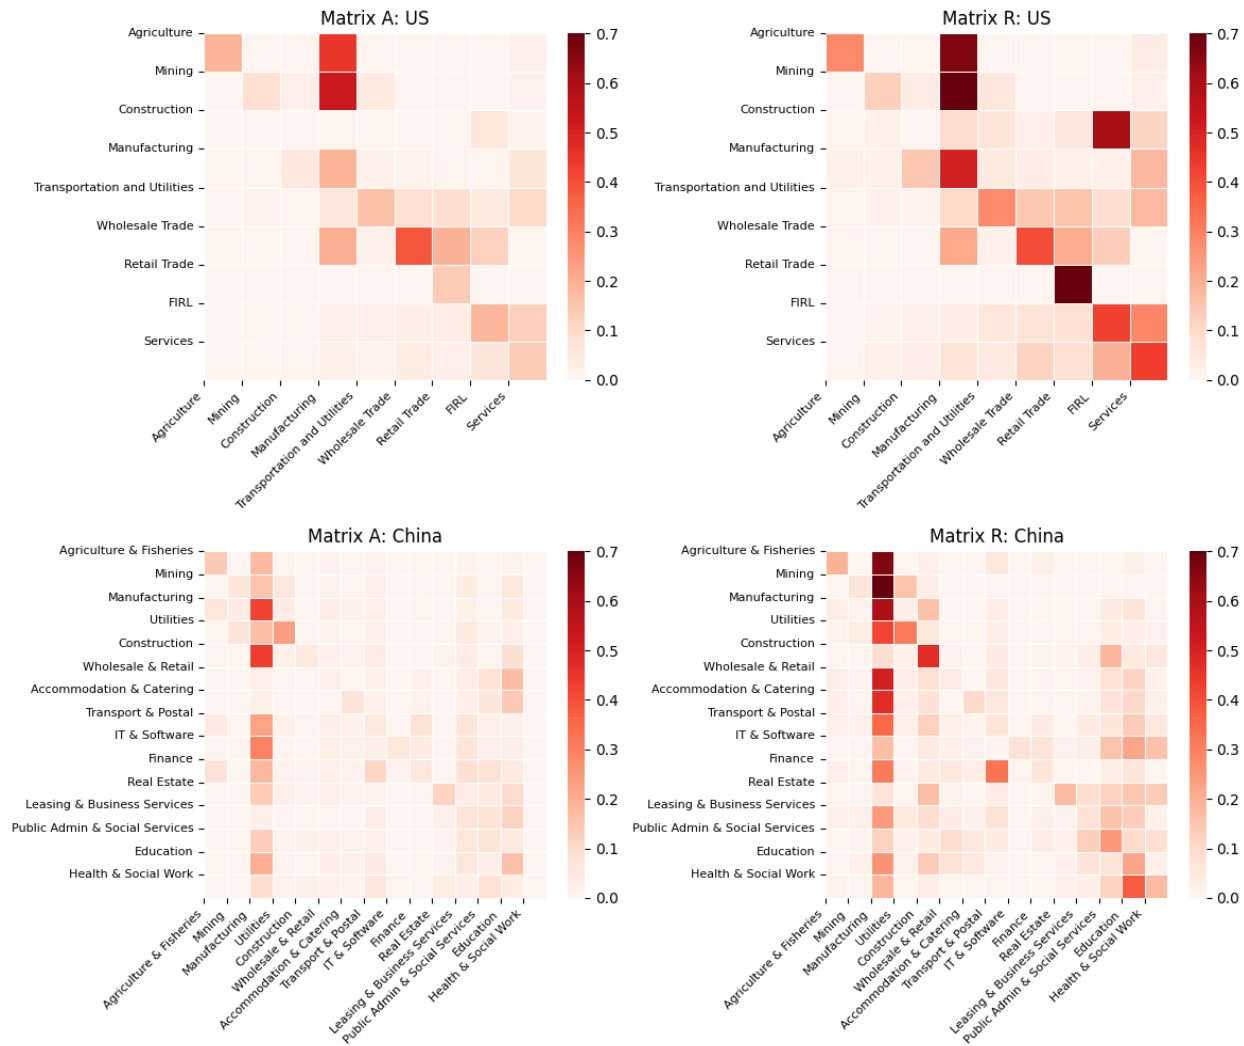 Matrix A: US
Agriculture
Mining
Construction
Manufacturing
Transportation and Utilities
Wholesale Trade
Retail Trade
FIRL
Services
Agriculture
Mining
Construction
Manufacturing
Transportation and Utilities
Wholesale Trade
Retail Trade
FIRL
Services
0.7
0.6
0.5
0.4
0.3
0.2
0.1
0.0
Matrix R: US
Agriculture
Mining
Construction
Manufacturing
Transportation and Utilities
Wholesale Trade
Retail Trade
FIRL
Services
Agriculture
Mining
Construction
Manufacturing
Transportation and Utilities
Wholesale Trade
Retail Trade
FIRL
Services
0.7
0.6
0.5
0.4
0.3
0.2
0.1
0.0
Matrix A: China
Agriculture & Fisheries
Mining
Manufacturing
Utilities
Construction
Wholesale & Retail
Accommodation & Catering
Transport & Postal
IT & Software
Finance
Real Estate
Leasing & Business Services
Public Admin & Social Services
Education
Health & Social Work
Agriculture & Fisheries
Mining
Manufacturing
Utilities
Construction
Wholesale & Retail
Accommodation & Catering
Transport & Postal
IT & Software
Finance
Real Estate
Leasing & Business Services
Public Admin & Social Services
Education
Health & Social Work
0.7
0.6
0.5
0.4
0.3
0.2
0.1
0.0
Matrix R: China
Agriculture & Fisheries
Mining
Manufacturing
Utilities
Construction
Wholesale & Retail
Accommodation & Catering
Transport & Postal
IT & Software
Finance
Real Estate
Leasing & Business Services
Public Admin & Social Services
Education
Health & Social Work
Agriculture & Fisheries
Mining
Manufacturing
Utilities
Construction
Wholesale & Retail
Accommodation & Catering
Transport & Postal
IT & Software
Finance
Real Estate
Leasing & Business Services
Public Admin & Social Services
Education
Health & Social Work
0.7
0.6
0.5
0.4
0.3
0.2
0.1
0.0